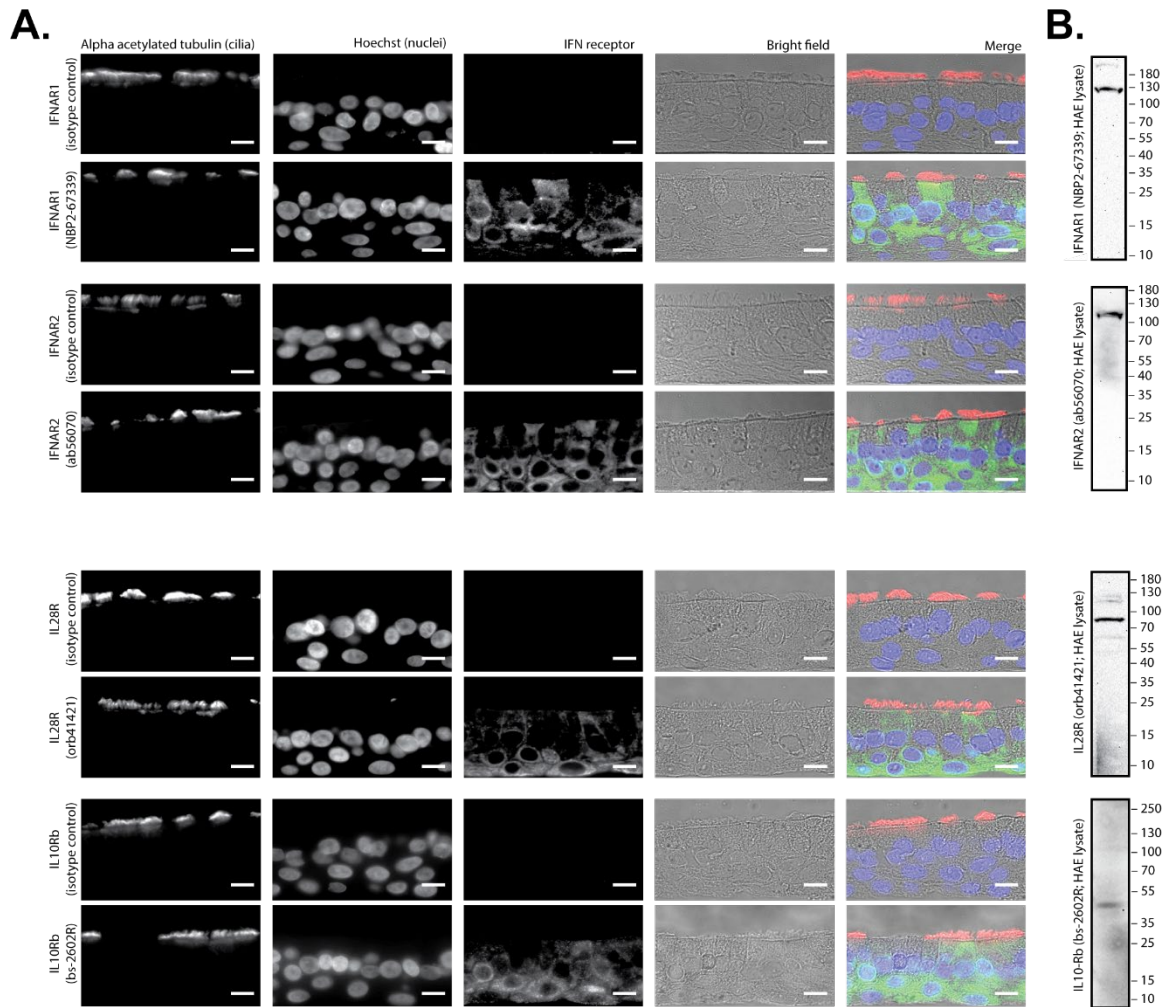 A.
B.
Alpha acetylated tubulin (cilia)
Hoechst (nuclei)
IFN receptor
Bright field
Merge
IFNAR1
(isotype control)
IFNAR1
(NBP2-67339)
IFNAR2
(isotype control)
IFNAR2
(ab56070)
IL28R
(isotype control)
IL28R
(orb41421)
IL10Rb
(isotype control)
IL10Rb
(bs-2602R)
IFNAR1 (NBP2-67339; HAE lysate)
180
130
100
70
55
40
35
25
15
10
IFNAR2 (ab56070; HAE lysate)
180
130
100
70
55
40
35
25
15
10
IL28R (orb41421; HAE lysate)
180
130
100
70
55
40
35
25
15
10
IL10-Rb (bs-2602R; HAE lysate)
250
130
100
70
55
35
25
15
10